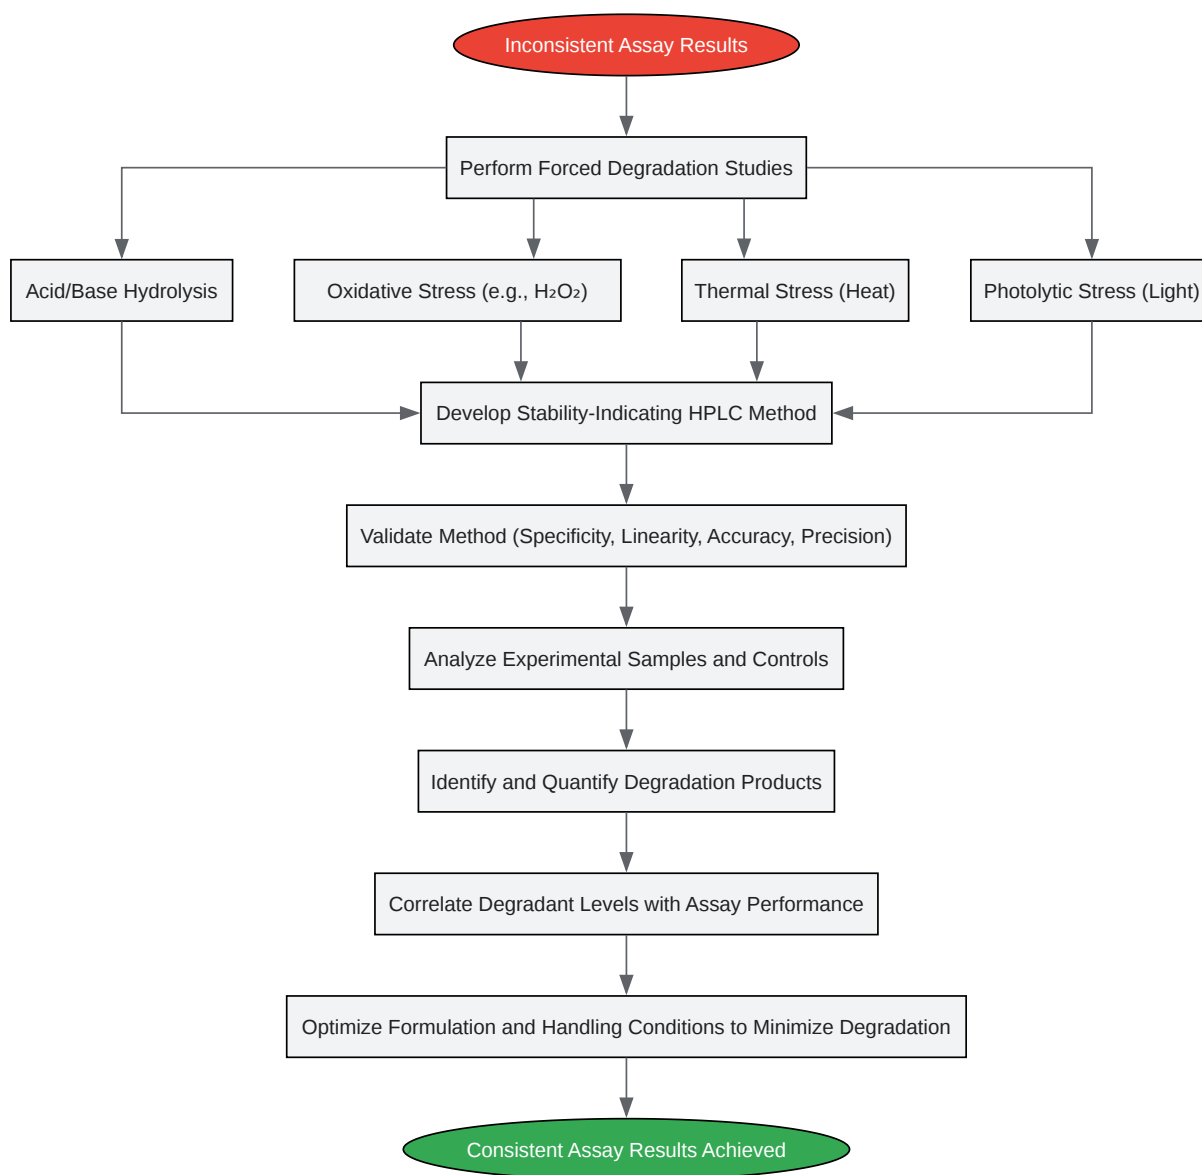 Inconsistent Assay Results
Perform Forced Degradation Studies
Acid/Base Hydrolysis
Oxidative Stress (e.g., H₂O₂)
Thermal Stress (Heat)
Photolytic Stress (Light)
Develop Stability-Indicating HPLC Method
Validate Method (Specificity, Linearity, Accuracy, Precision)
Analyze Experimental Samples and Controls
Identify and Quantify Degradation Products
Correlate Degradant Levels with Assay Performance
Optimize Formulation and Handling Conditions to Minimize Degradation
Consistent Assay Results Achieved